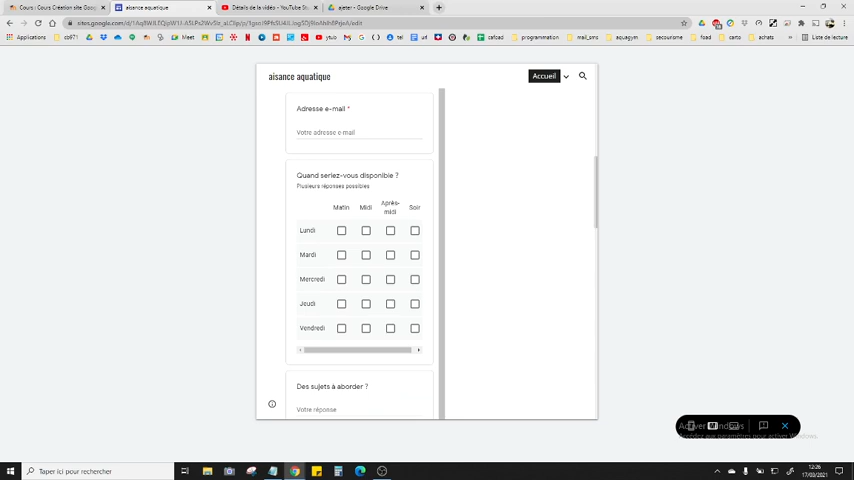 Cours : Cours Création site Goog
aisance aquatique
Détails de la vidéo - YouTube St
ajeter - Google Drive
Applications
cb971
Meet
ytub
tel
uif
cafcad
programmation
mail_sms
aquagym
secourisme
foad
carto
achats
Liste de lecture
aisance aquatique
Accueil
Adresse e-mail *
Votre adresse e-mail
Quand seriez-vous disponible ?
Plusieurs réponses possibles
Matin Midi Après-midi Soir
Lundi
Mardi
Mercredi
Jeudi
Vendredi
Des sujets à aborder ?
Votre réponse
Activer Windows
Accédez aux paramètres pour activer Windows.
Taper ici pour rechercher
12:26
17/03/2021